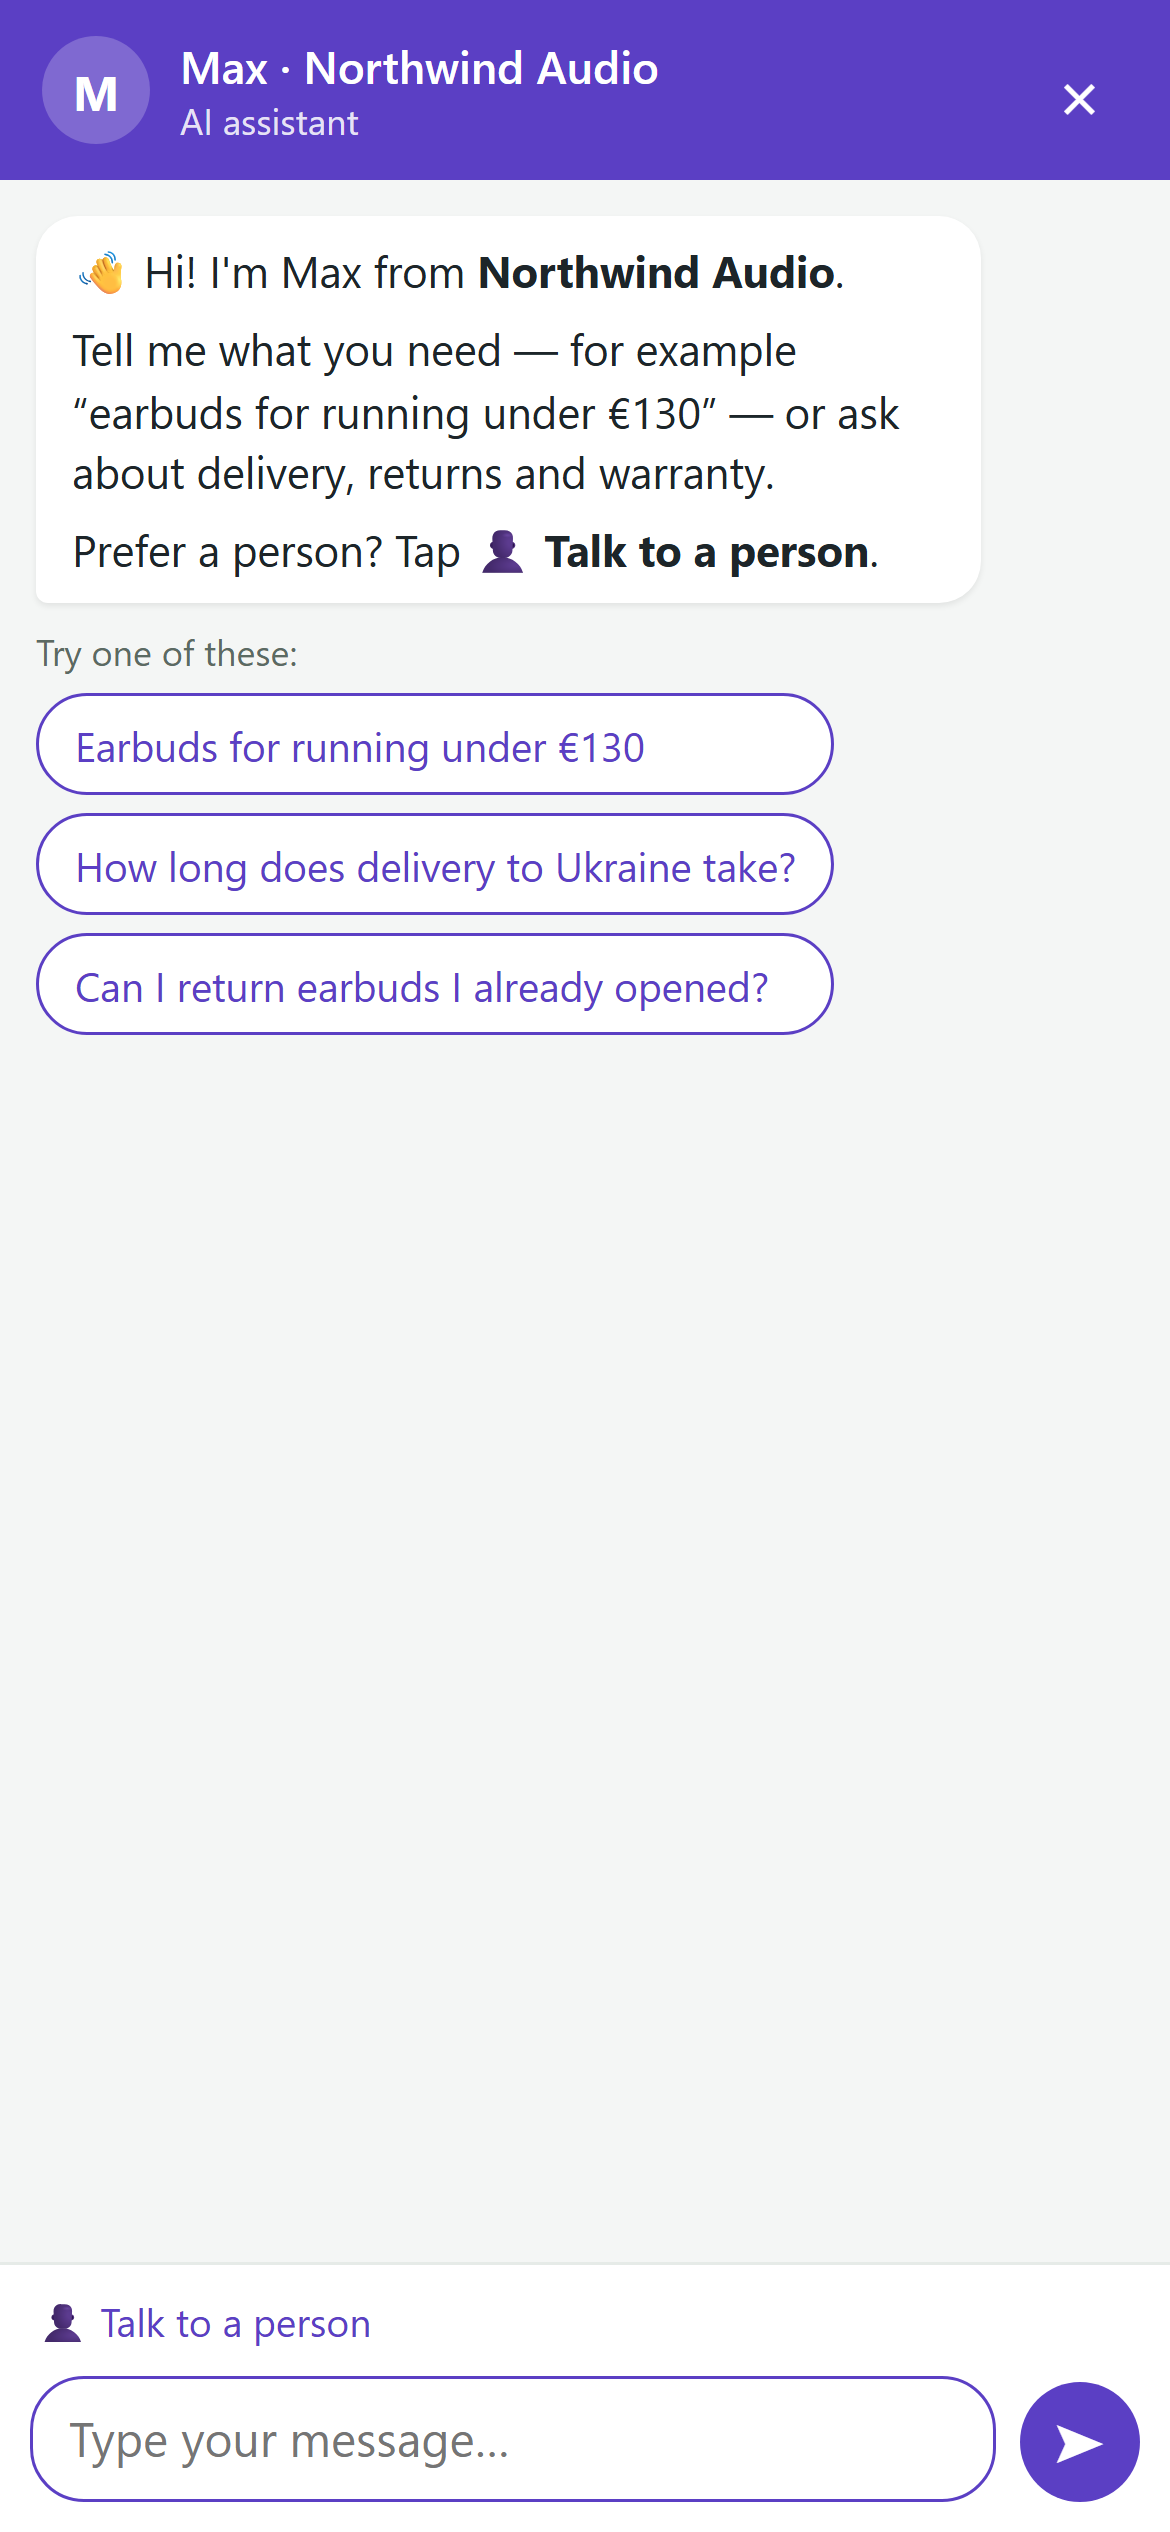 M
Max · Northwind Audio
AI assistant
✕
👋 Hi! I'm Max from Northwind Audio.
Tell me what you need — for example
“earbuds for running under €130” — or ask
about delivery, returns and warranty.
Prefer a person? Tap 👤 Talk to a person.
Try one of these:
Earbuds for running under €130
How long does delivery to Ukraine take?
Can I return earbuds I already opened?
👤 Talk to a person
Type your message...
➤